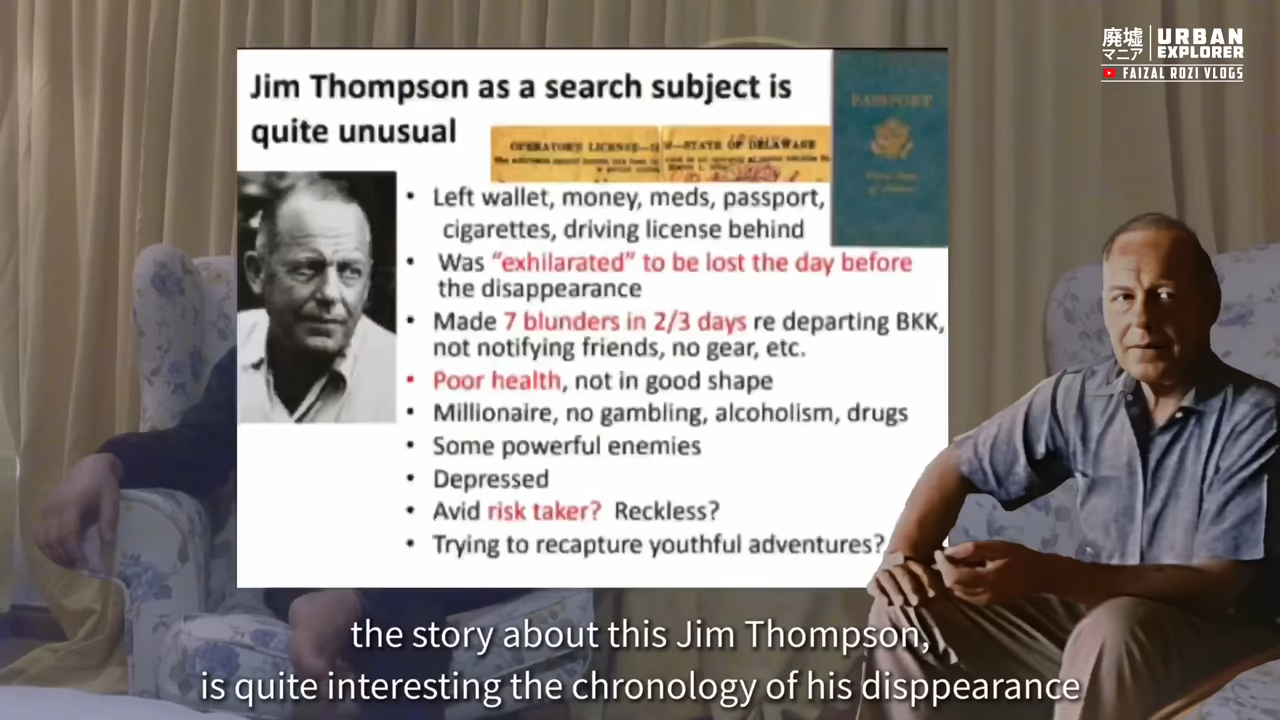 廃墟
マニア
URBAN
EXPLORER
FAIZAL ROZI VLOGS
Jim Thompson as a search subject is
quite unusual
OPERATOR'S LICENSE
STATE OF DELAWARE
PASSPORT
• Left wallet, money, meds, passport,
cigarettes, driving license behind
• Was “exhilarated” to be lost the day before
the disappearance
• Made 7 blunders in 2/3 days re departing BKK,
not notifying friends, no gear, etc.
• Poor health, not in good shape
• Millionaire, no gambling, alcoholism, drugs
• Some powerful enemies
• Depressed
• Avid risk taker? Reckless?
• Trying to recapture youthful adventures?
the story about this Jim Thompson,
is quite interesting the chronology of his disppearance